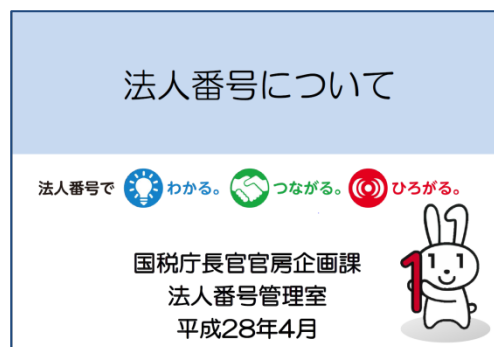 法人番号について
法人番号で わかる。 つながる。 ひろがる。
国税庁長官官房企画課
法人番号管理室
平成28年4月
1